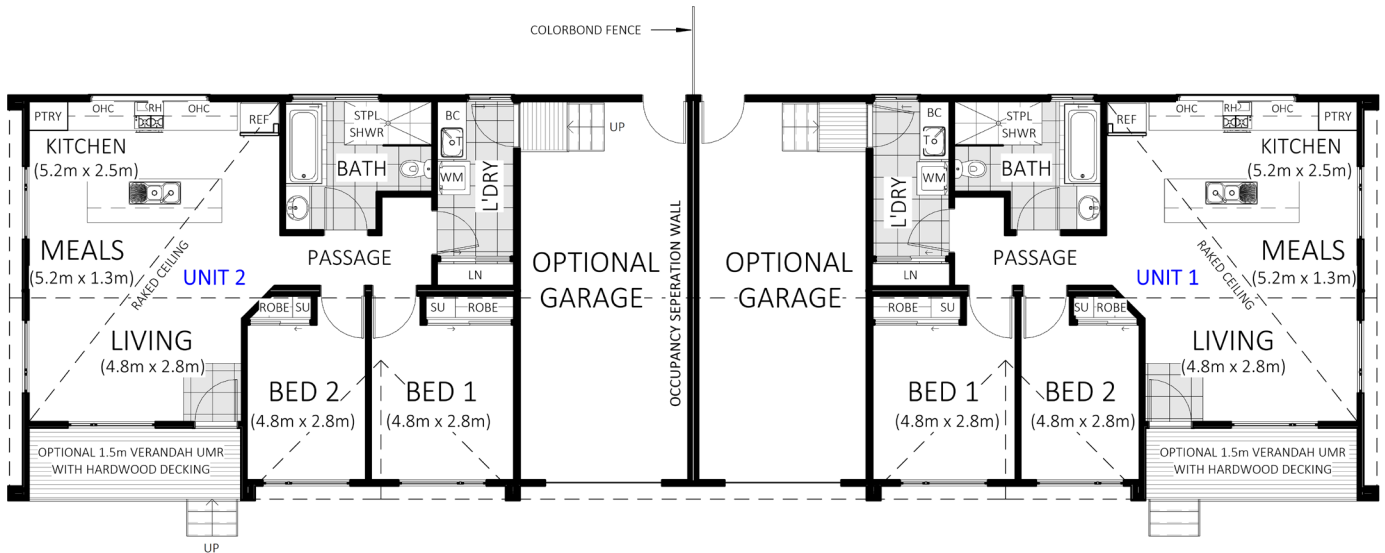 COLORBOND FENCE
PTRY
OHC
RH
OHC
REF
KITCHEN
(5.2m x 2.5m)
STPL
SHWR
BATH
BC
T
WM
L'DRY
UP
MEALS
(5.2m x 1.3m)
RAKED CEILING
UNIT 2
PASSAGE
LN
OPTIONAL
GARAGE
OCCUPANCY SEPERATION WALL
ROBE
SU
SU
ROBE
LIVING
(4.8m x 2.8m)
BED 2
(4.8m x 2.8m)
BED 1
(4.8m x 2.8m)
OPTIONAL 1.5m VERANDAH UMR
WITH HARDWOOD DECKING
UP
OPTIONAL
GARAGE
BC
T
WM
L'DRY
STPL
SHWR
BATH
REF
OHC
RH
OHC
PTRY
KITCHEN
(5.2m x 2.5m)
MEALS
(5.2m x 1.3m)
RAKED CEILING
UNIT 1
PASSAGE
LN
ROBE
SU
SU
ROBE
LIVING
(4.8m x 2.8m)
BED 1
(4.8m x 2.8m)
BED 2
(4.8m x 2.8m)
OPTIONAL 1.5m VERANDAH UMR
WITH HARDWOOD DECKING